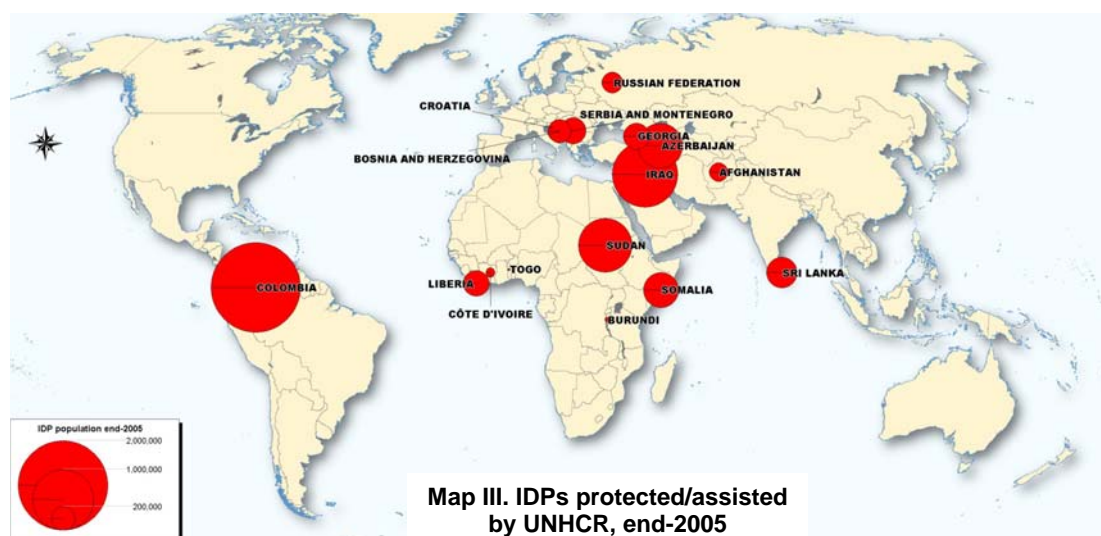 RUSSIAN FEDERATION
CROATIA
SERBIA AND MONTENEGRO
GEORGIA
AZERBAIJAN
BOSNIA AND HERZEGOVINA
IRAQ
AFGHANISTAN
SUDAN
-TOGO
SRI LANKA
LIBERIA
COLOMBIA
SOMALIA
CÔTE D'IVOIRE
BURUNDI
IDP population end-2005
2,000,000
1,000,000
200,000
Map III. IDPs protected/assisted
by UNHCR, end-2005